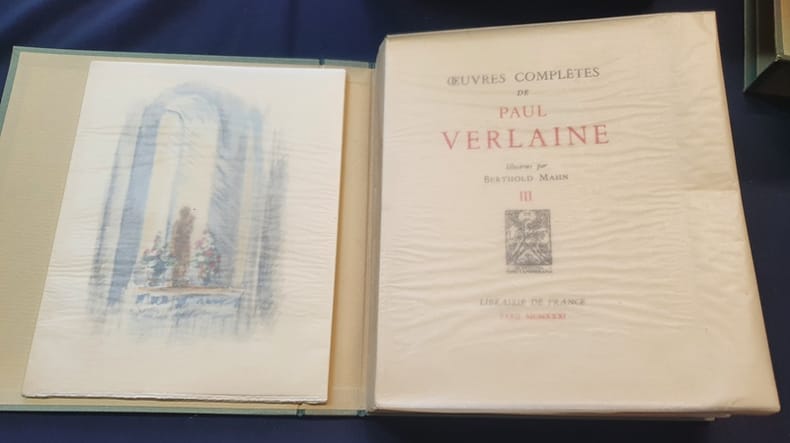 ŒUVRES COMPLÈTES
DE
PAUL
VERLAINE
illustrées par
BERTHOLD MAHN
III
LIBRAIRIE DE FRANCE
PARIS MCMXXXI